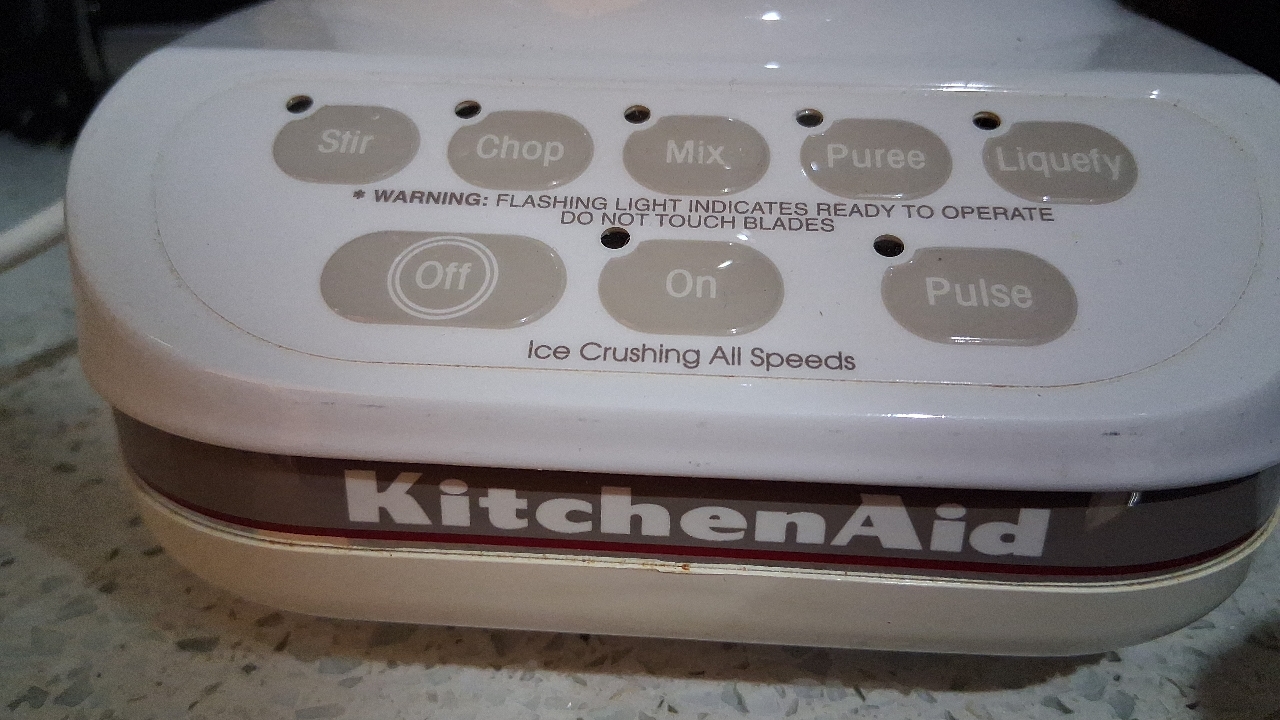 Stir Chop Mix Puree Liquefy
* WARNING: FLASHING LIGHT INDICATES READY TO OPERATE
DO NOT TOUCH BLADES
Off On Pulse
Ice Crushing All Speeds
KitchenAid